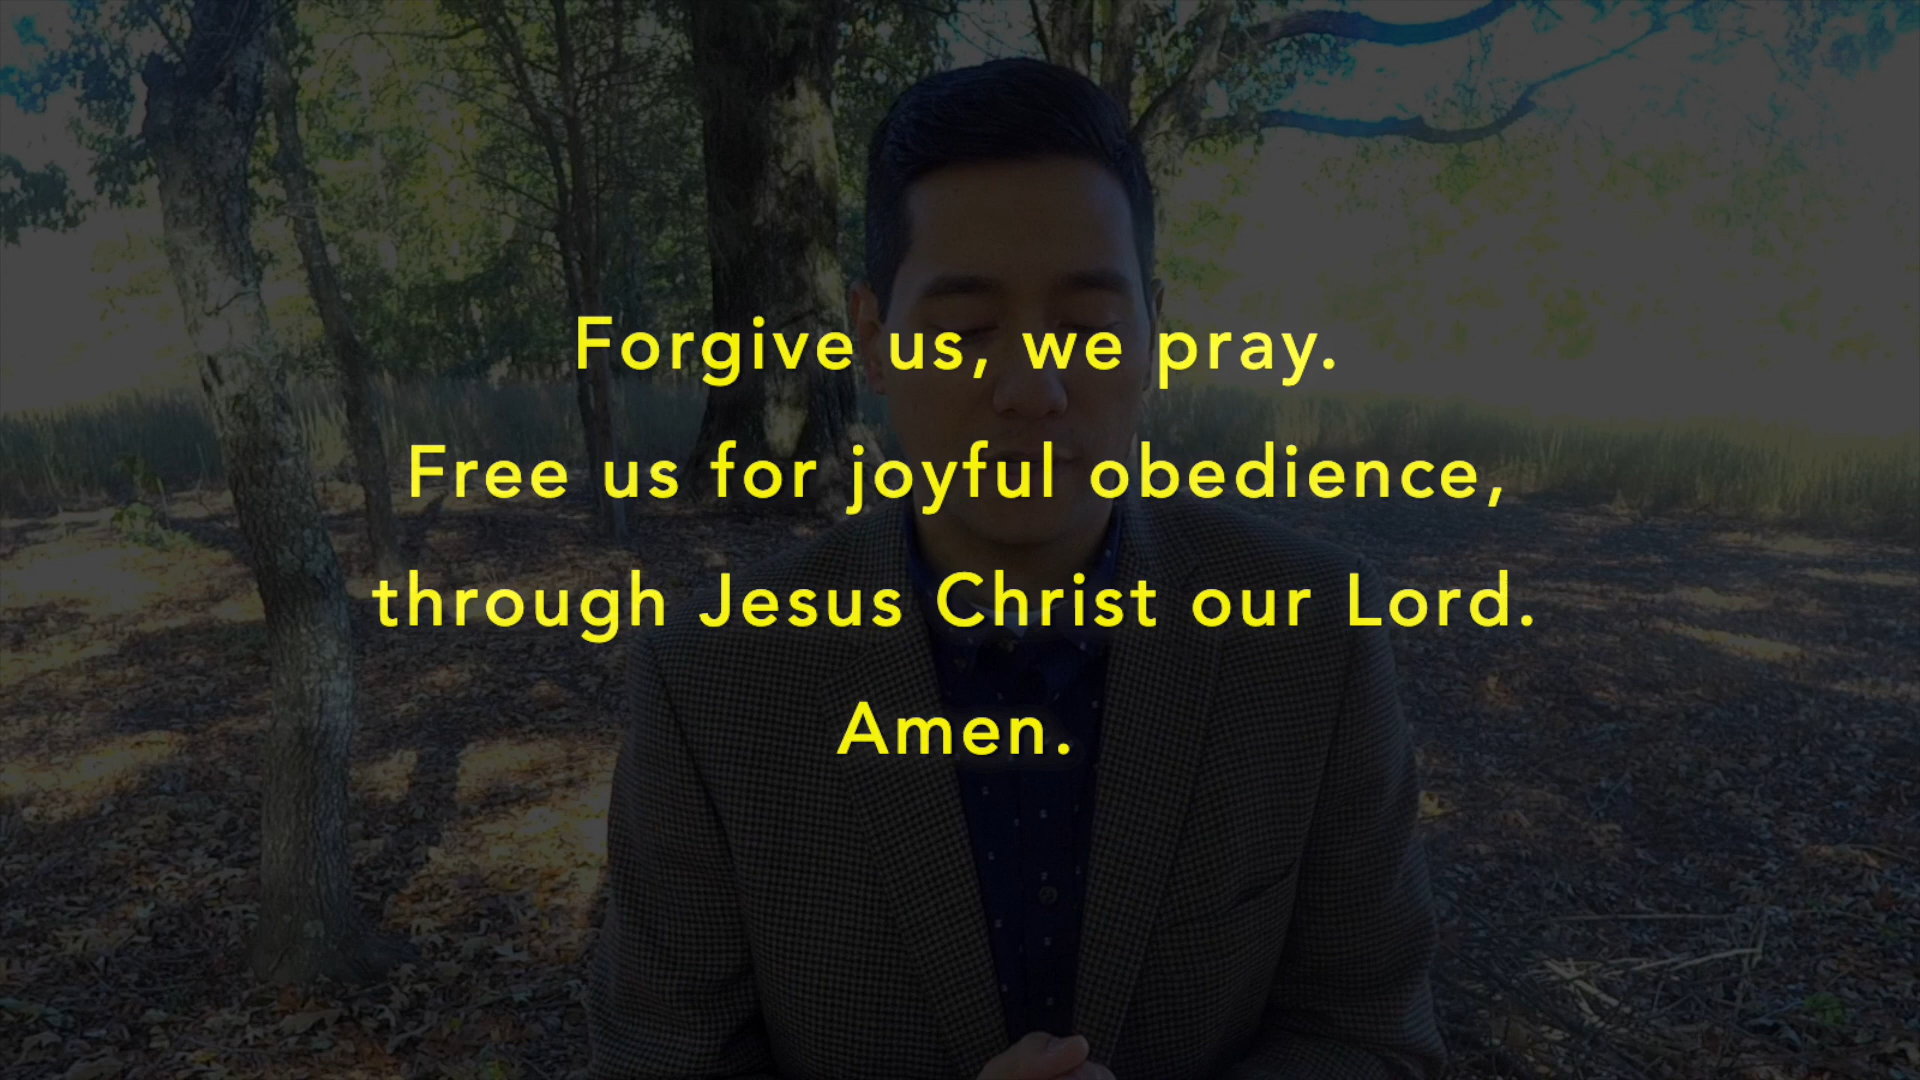 Forgive us, we pray.
Free us for joyful obedience,
through Jesus Christ our Lord.
Amen.